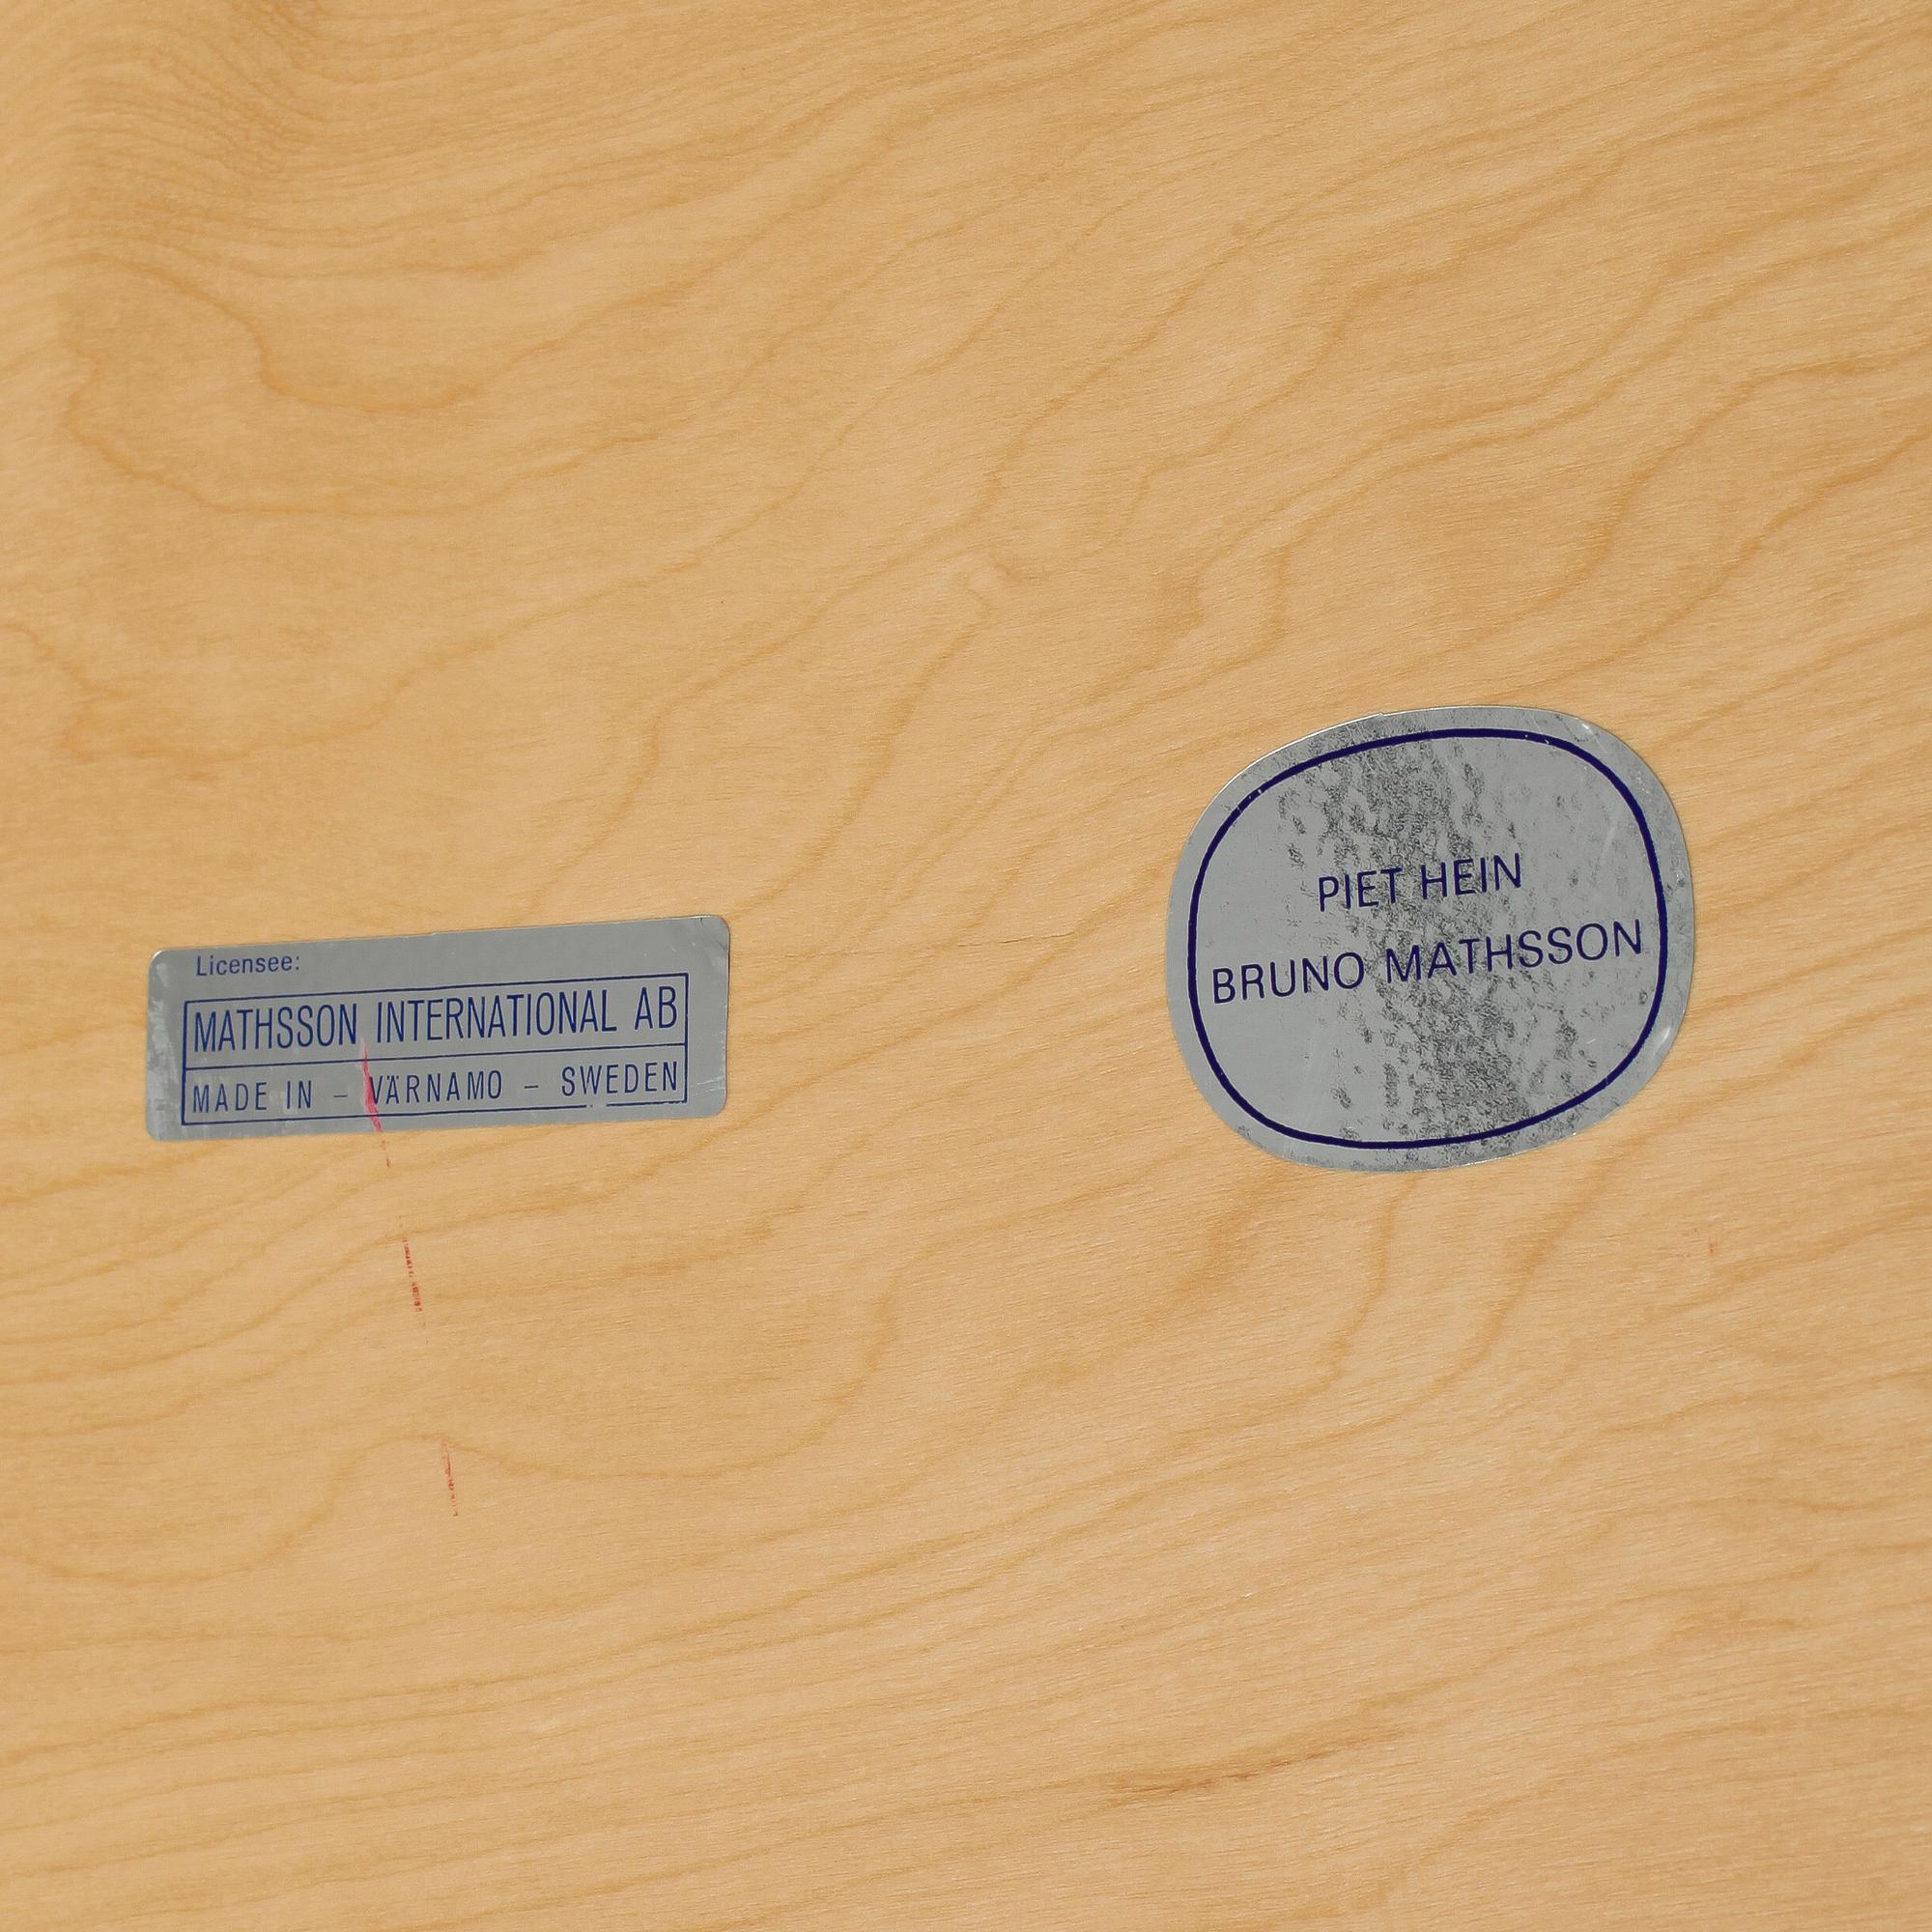 Licensee:
MATHSSON INTERNATIONAL AB
MADE IN – VÄRNAMO – SWEDEN
PIET HEIN
BRUNO MATHSSON